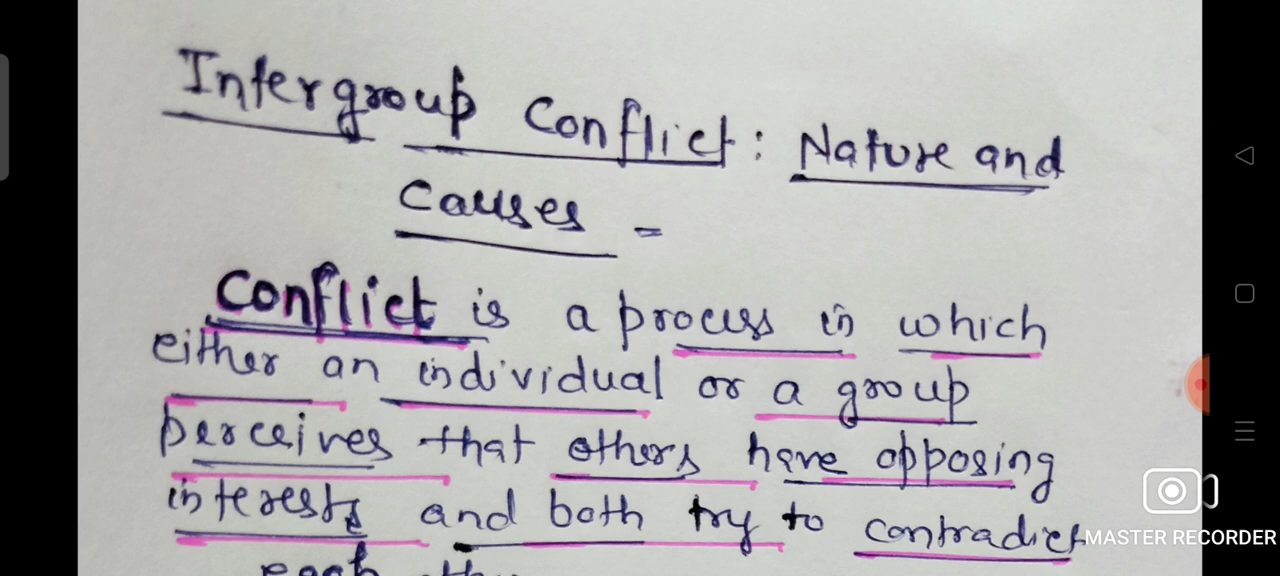 Intergroup Conflict: Nature and
Causes -
Conflict is a process in which
either an individual or a group
perceives that others have opposing
interests and both try to contradict
each
MASTER RECORDER